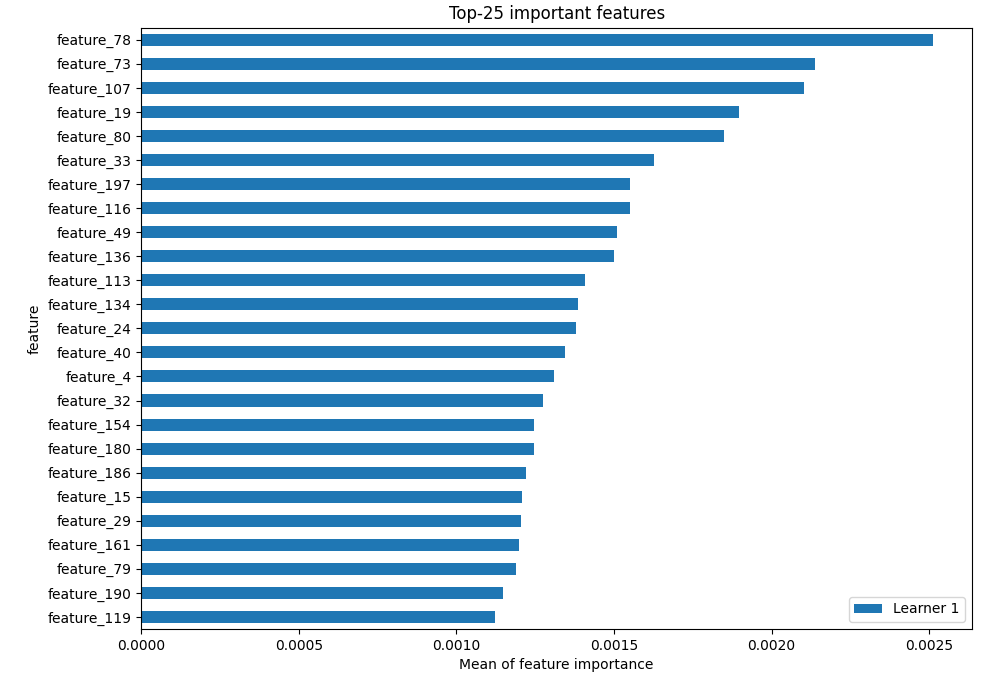 Top-25 important features
feature_78
feature_73
feature_107
feature_19
feature_80
feature_33
feature_197
feature_116
feature_49
feature_136
feature_113
feature_134
feature_24
feature_40
feature_4
feature_32
feature_154
feature_180
feature_186
feature_15
feature_29
feature_161
feature_79
feature_190
feature_119
feature
Learner 1
0.0000 0.0005 0.0010 0.0015 0.0020 0.0025
Mean of feature importance